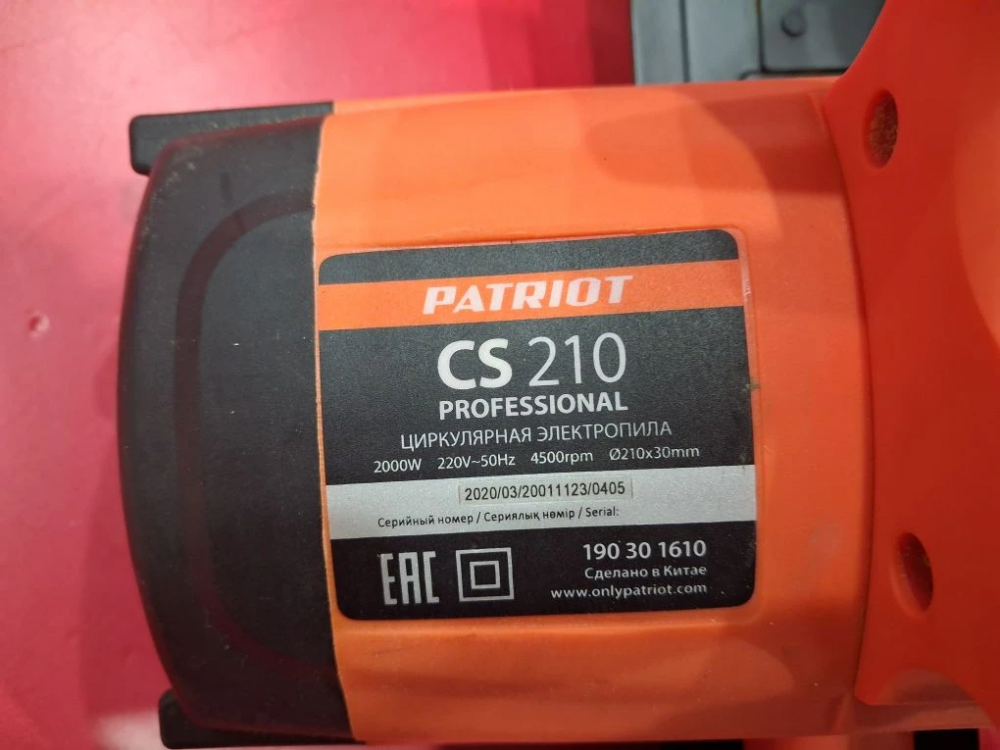 PATRIOT
CS 210
PROFESSIONAL
ЦИРКУЛЯРНАЯ ЭЛЕКТРОПИЛА
2000W 220V~50Hz 4500rpm Ø210x30mm
2020/03/20011123/0405
Серийный номер / Сериялық нөмір / Serial:
EAC
190 30 1610
Сделано в Китае
www.onlypatriot.com